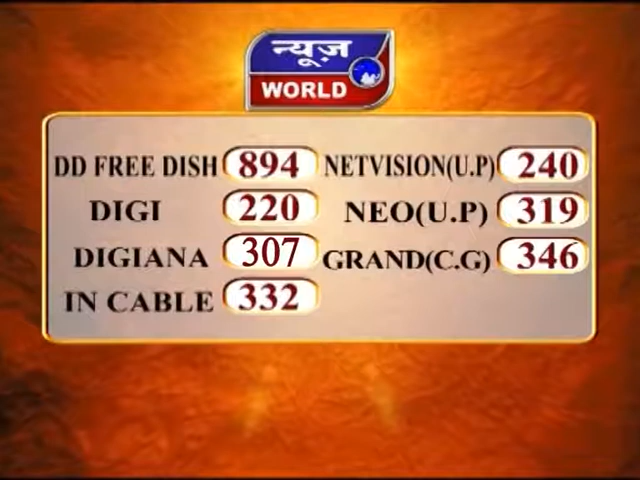 न्यूज़
WORLD
DD FREE DISH 894 NETVISION(U.P) 240
DIGI 220 NEO(U.P) 319
DIGIANA 307 GRAND(C.G) 346
IN CABLE 332